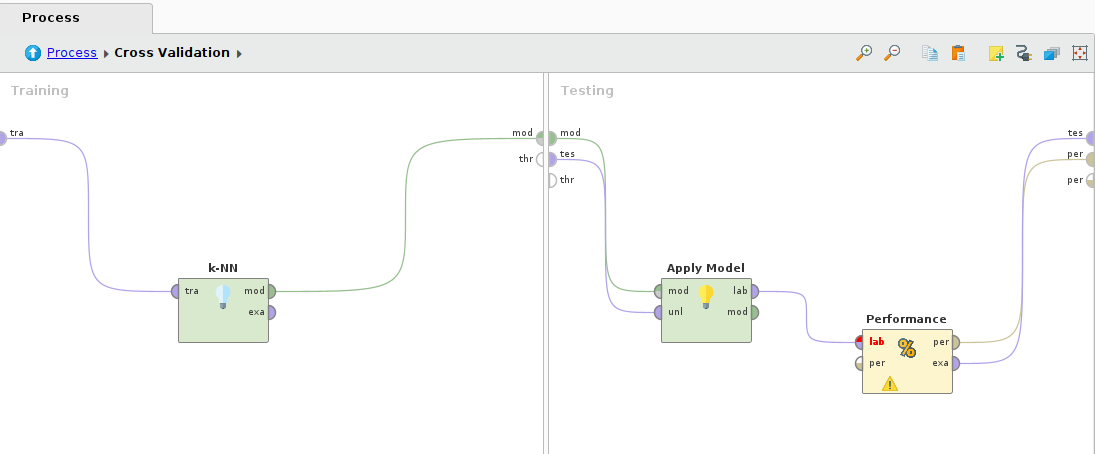 Process
Process Cross Validation
Training
Testing
tra
mod
thr
mod
tes
thr
tes
per
per
k-NN
tra
mod
exa
Apply Model
mod
lab
unl
mod
Performance
lab
per
per
exa
%